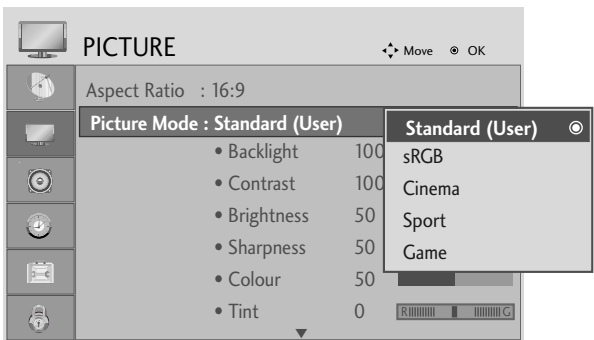 PICTURE
Move OK
Aspect Ratio : 16:9
Picture Mode : Standard (User)
• Backlight 100
• Contrast 100
• Brightness 50
• Sharpness 50
• Colour 50
• Tint 0 R G
Standard (User)
sRGB
Cinema
Sport
Game